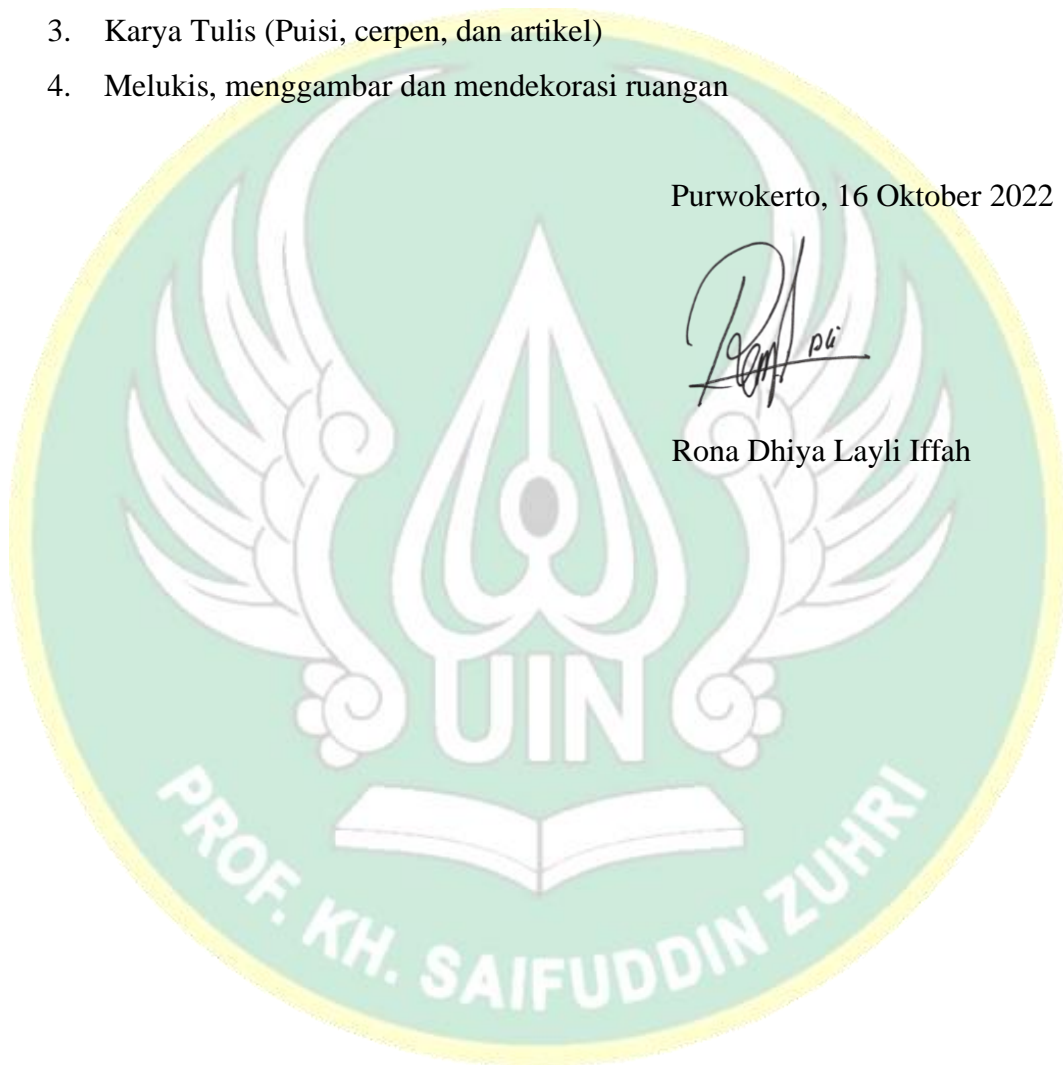 3. Karya Tulis (Puisi, cerpen, dan artikel)
4. Melukis, menggambar dan mendekorasi ruangan
Purwokerto, 16 Oktober 2022
Rona Dhiya Layli Iffah
UIN
PROF. KH. SAIFUDDIN ZUHRI